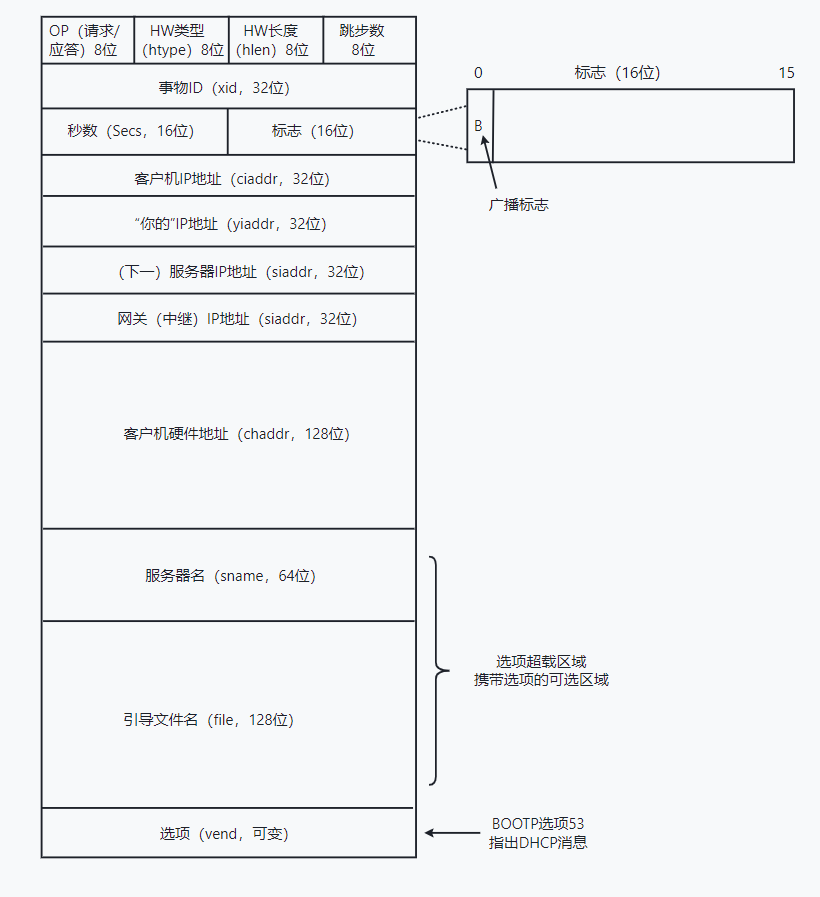 OP（请求/
应答）8位
HW类型
（htype）8位
HW长度
（hlen）8位
跳步数
8位
事物ID（xid，32位）
秒数（Secs，16位）
标志（16位）
0
标志（16位）
15
B
广播标志
客户机IP地址（ciaddr，32位）
“你的”IP地址（yiaddr，32位）
（下一）服务器IP地址（siaddr，32位）
网关（中继）IP地址（siaddr，32位）
客户机硬件地址（chaddr，128位）
服务器名（sname，64位）
引导文件名（file，128位）
选项超载区域
携带选项的可选区域
选项（vend，可变）
BOOTP选项53
指出DHCP消息